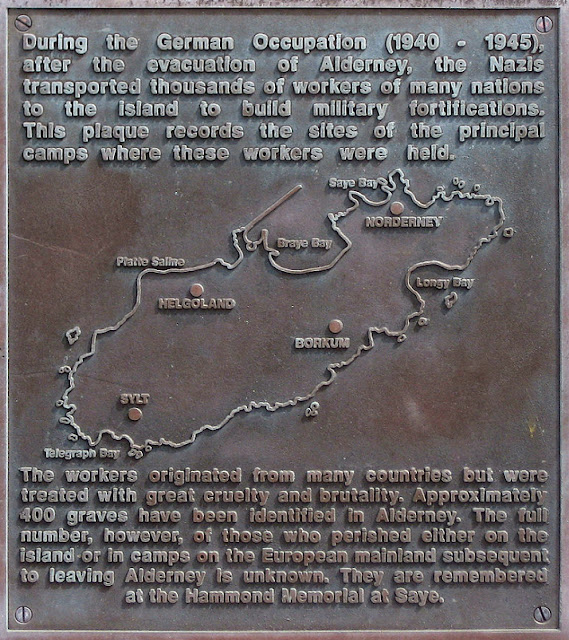 During the German Occupation (1940 - 1945),
after the evacuation of Alderney, the Nazis
transported thousands of workers of many nations
to the island to build military fortifications.
This plaque records the sites of the principal
camps where these workers were held.
Saye Bay
NORDERNEY
Braye Bay
Platte Saline
Longy Bay
HELGOLAND
BORKUM
SYLT
Telegraph Bay
The workers originated from many countries but were
treated with great cruelty and brutality. Approximately
400 graves have been identified in Alderney. The full
number, however, of those who perished either on the
island or in camps on the European mainland subsequent
to leaving Alderney is unknown. They are remembered
at the Hammond Memorial at Saye.